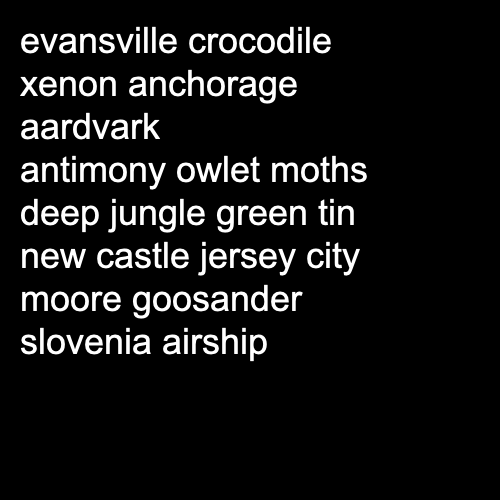 evansville crocodile
xenon anchorage
aardvark
antimony owlet moths
deep jungle green tin
new castle jersey city
moore goosander
slovenia airship